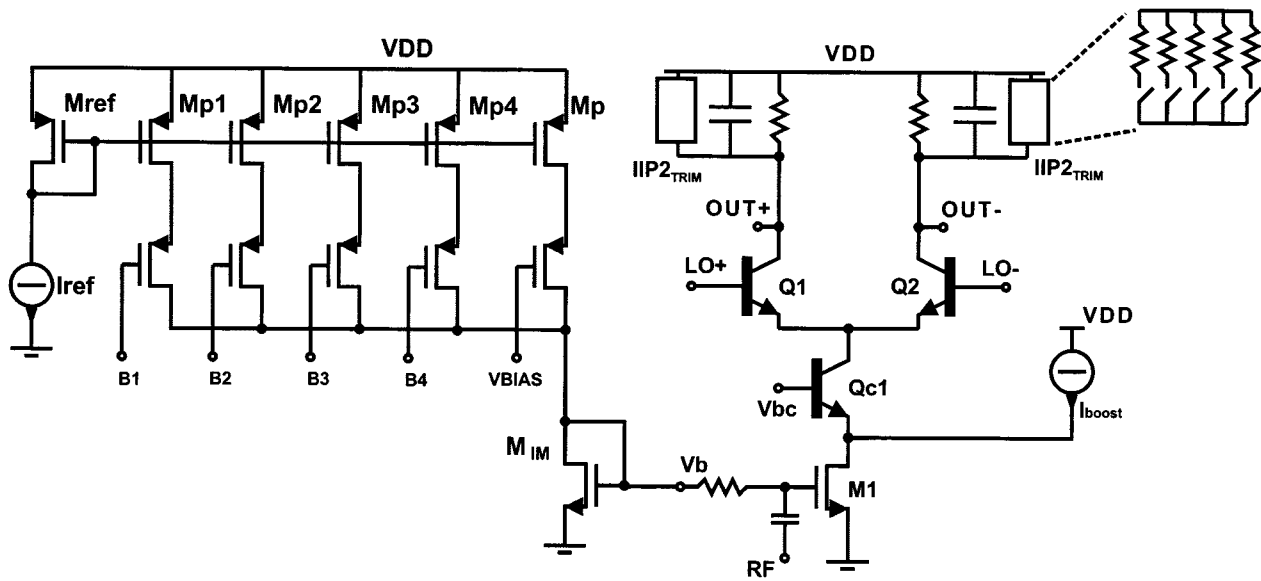 VDD
Mref
Mp1
Mp2
Mp3
Mp4
Mp
Iref
B1
B2
B3
B4
VBIAS
M IM
Vb
RF
M1
VDD
IIP2TRIM
IIP2TRIM
OUT+
OUT-
LO+
Q1
Q2
LO-
Vbc
Qc1
VDD
Iboost